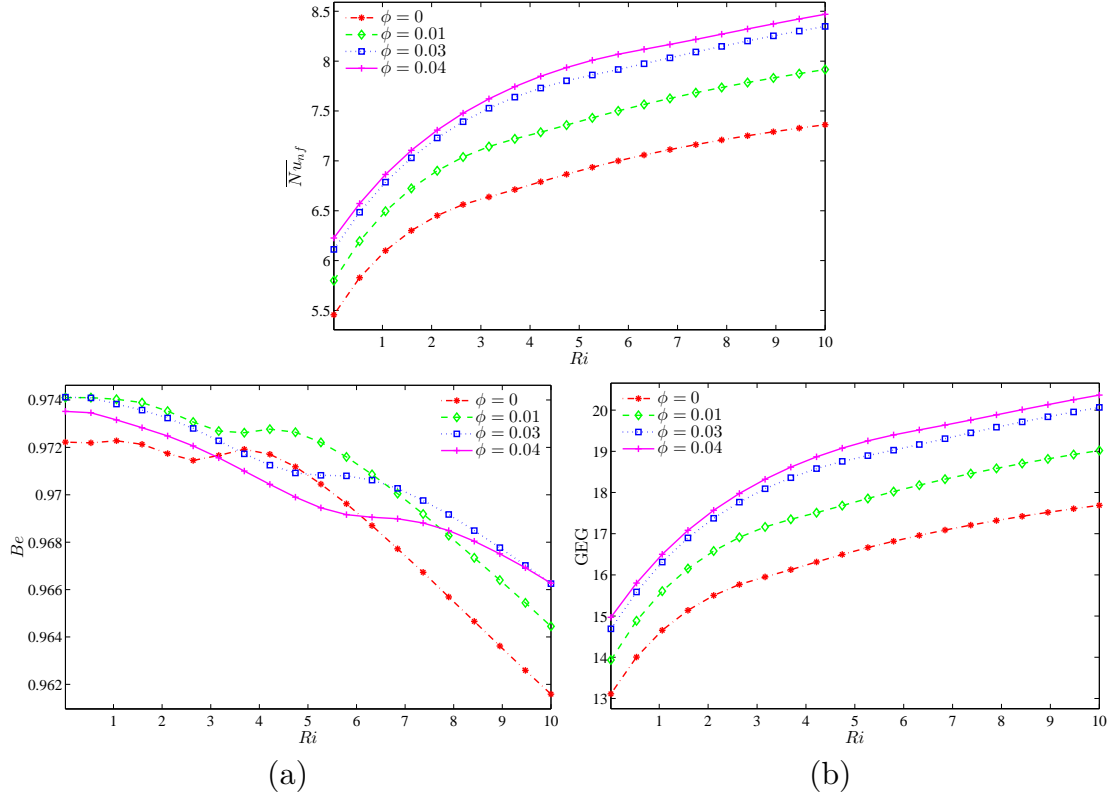 8.5
8
7.5
7
6.5
6
5.5
N̅u̅nf
ϕ = 0
ϕ = 0.01
ϕ = 0.03
ϕ = 0.04
1 2 3 4 5 6 7 8 9 10
Ri
0.974
0.972
0.97
0.968
0.966
0.964
0.962
Be
ϕ = 0
ϕ = 0.01
ϕ = 0.03
ϕ = 0.04
1 2 3 4 5 6 7 8 9 10
Ri
(a)
20
19
18
17
16
15
14
13
GEG
ϕ = 0
ϕ = 0.01
ϕ = 0.03
ϕ = 0.04
1 2 3 4 5 6 7 8 9 10
Ri
(b)